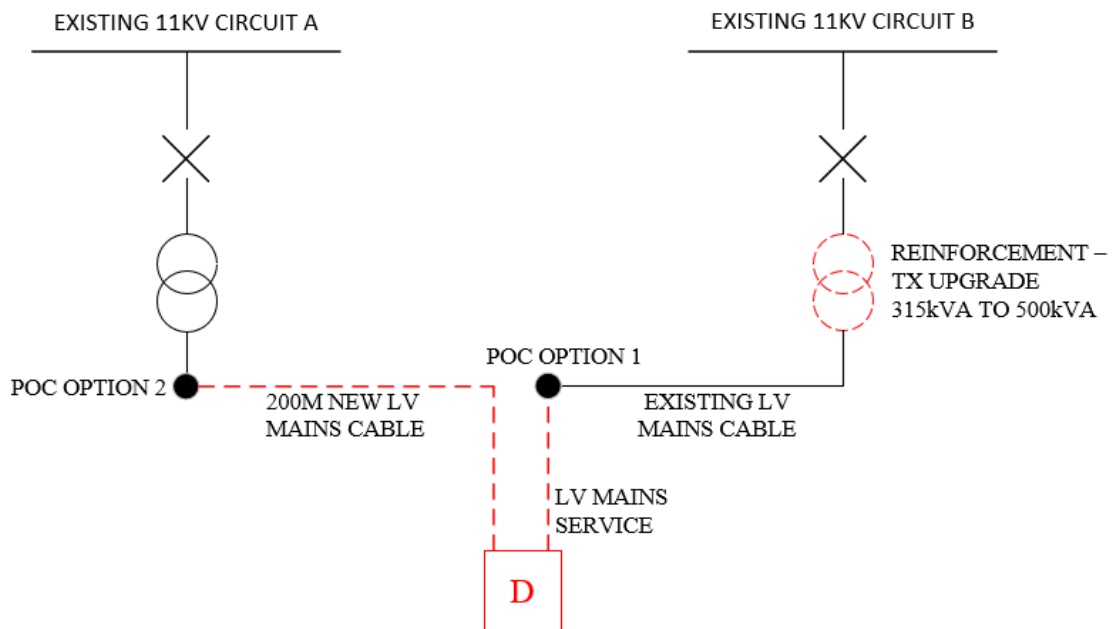 EXISTING 11KV CIRCUIT A
EXISTING 11KV CIRCUIT B
REINFORCEMENT –
TX UPGRADE
315kVA TO 500kVA
POC OPTION 1
POC OPTION 2
200M NEW LV
MAINS CABLE
EXISTING LV
MAINS CABLE
LV MAINS
SERVICE
D